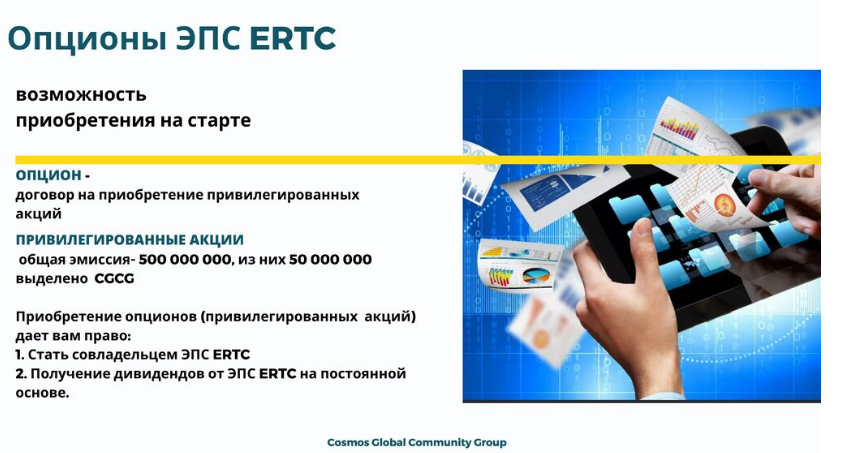 Опционы ЭПС ERTC
возможность
приобретения на старте
ОПЦИОН -
договор на приобретение привилегированных
акций
ПРИВИЛЕГИРОВАННЫЕ АКЦИИ
общая эмиссия- 500 000 000, из них 50 000 000
выделено CGCG
Приобретение опционов (привилегированных акций)
дает вам право:
1. Стать совладельцем ЭПС ERTC
2. Получение дивидендов от ЭПС ERTC на постоянной
основе.
Cosmos Global Community Group